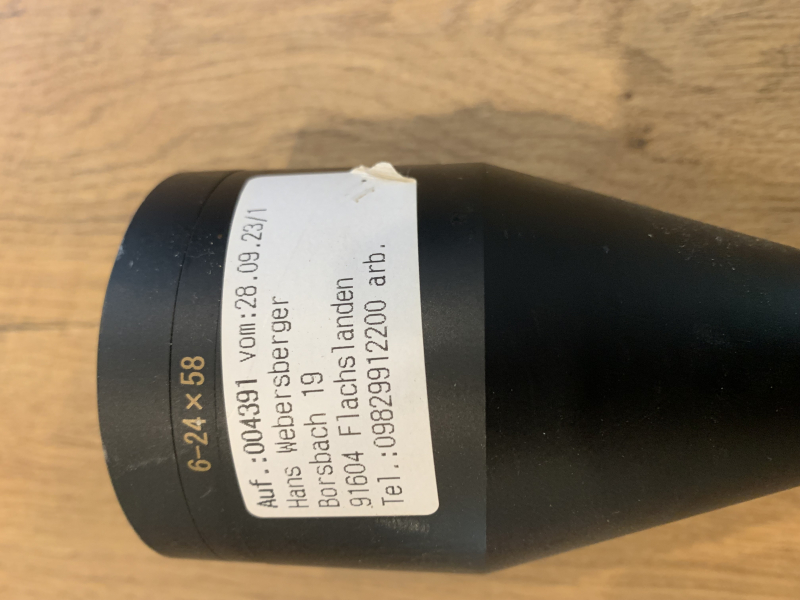 6-24×58
Auf.:004391 vom:28.09.23/1
Hans Webersberger
Borsbach 19
91604 Flachslanden
Tel.:09829912200 arb.